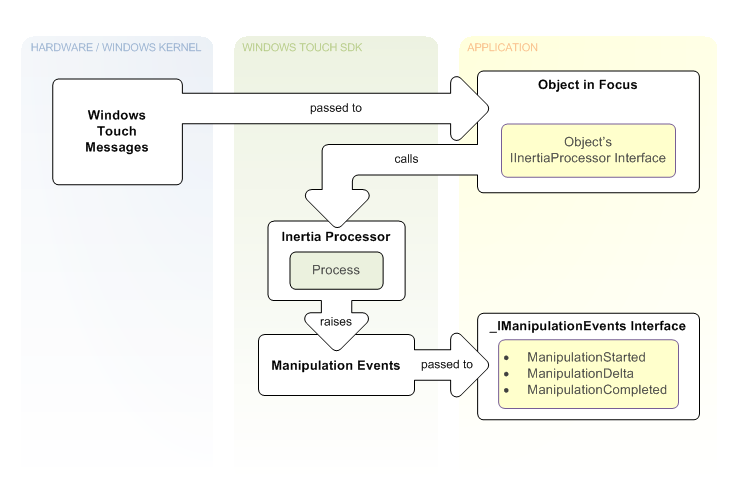 HARDWARE / WINDOWS KERNEL
WINDOWS TOUCH SDK
APPLICATION
Windows
Touch
Messages
passed to
Object in Focus
Object's
IInertiaProcessor Interface
calls
Inertia Processor
Process
raises
Manipulation Events
passed to
_IManipulationEvents Interface
• ManipulationStarted
• ManipulationDelta
• ManipulationCompleted